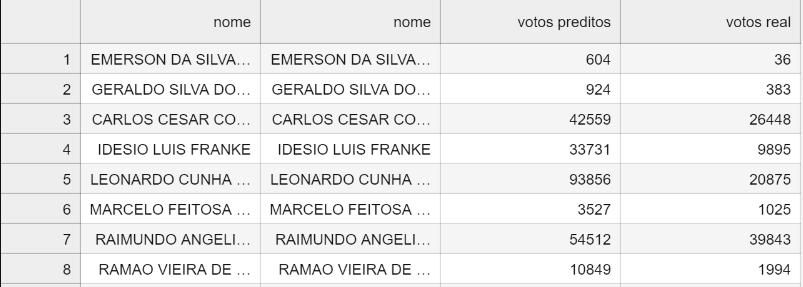 nome nome votos preditos votos real
1 EMERSON DA SILVA... EMERSON DA SILVA... 604 36
2 GERALDO SILVA DO... GERALDO SILVA DO... 924 383
3 CARLOS CESAR CO... CARLOS CESAR CO... 42559 26448
4 IDESIO LUIS FRANKE IDESIO LUIS FRANKE 33731 9895
5 LEONARDO CUNHA ... LEONARDO CUNHA ... 93856 20875
6 MARCELO FEITOSA ... MARCELO FEITOSA ... 3527 1025
7 RAIMUNDO ANGELI... RAIMUNDO ANGELI... 54512 39843
8 RAMAO VIEIRA DE ... RAMAO VIEIRA DE ... 10849 1994